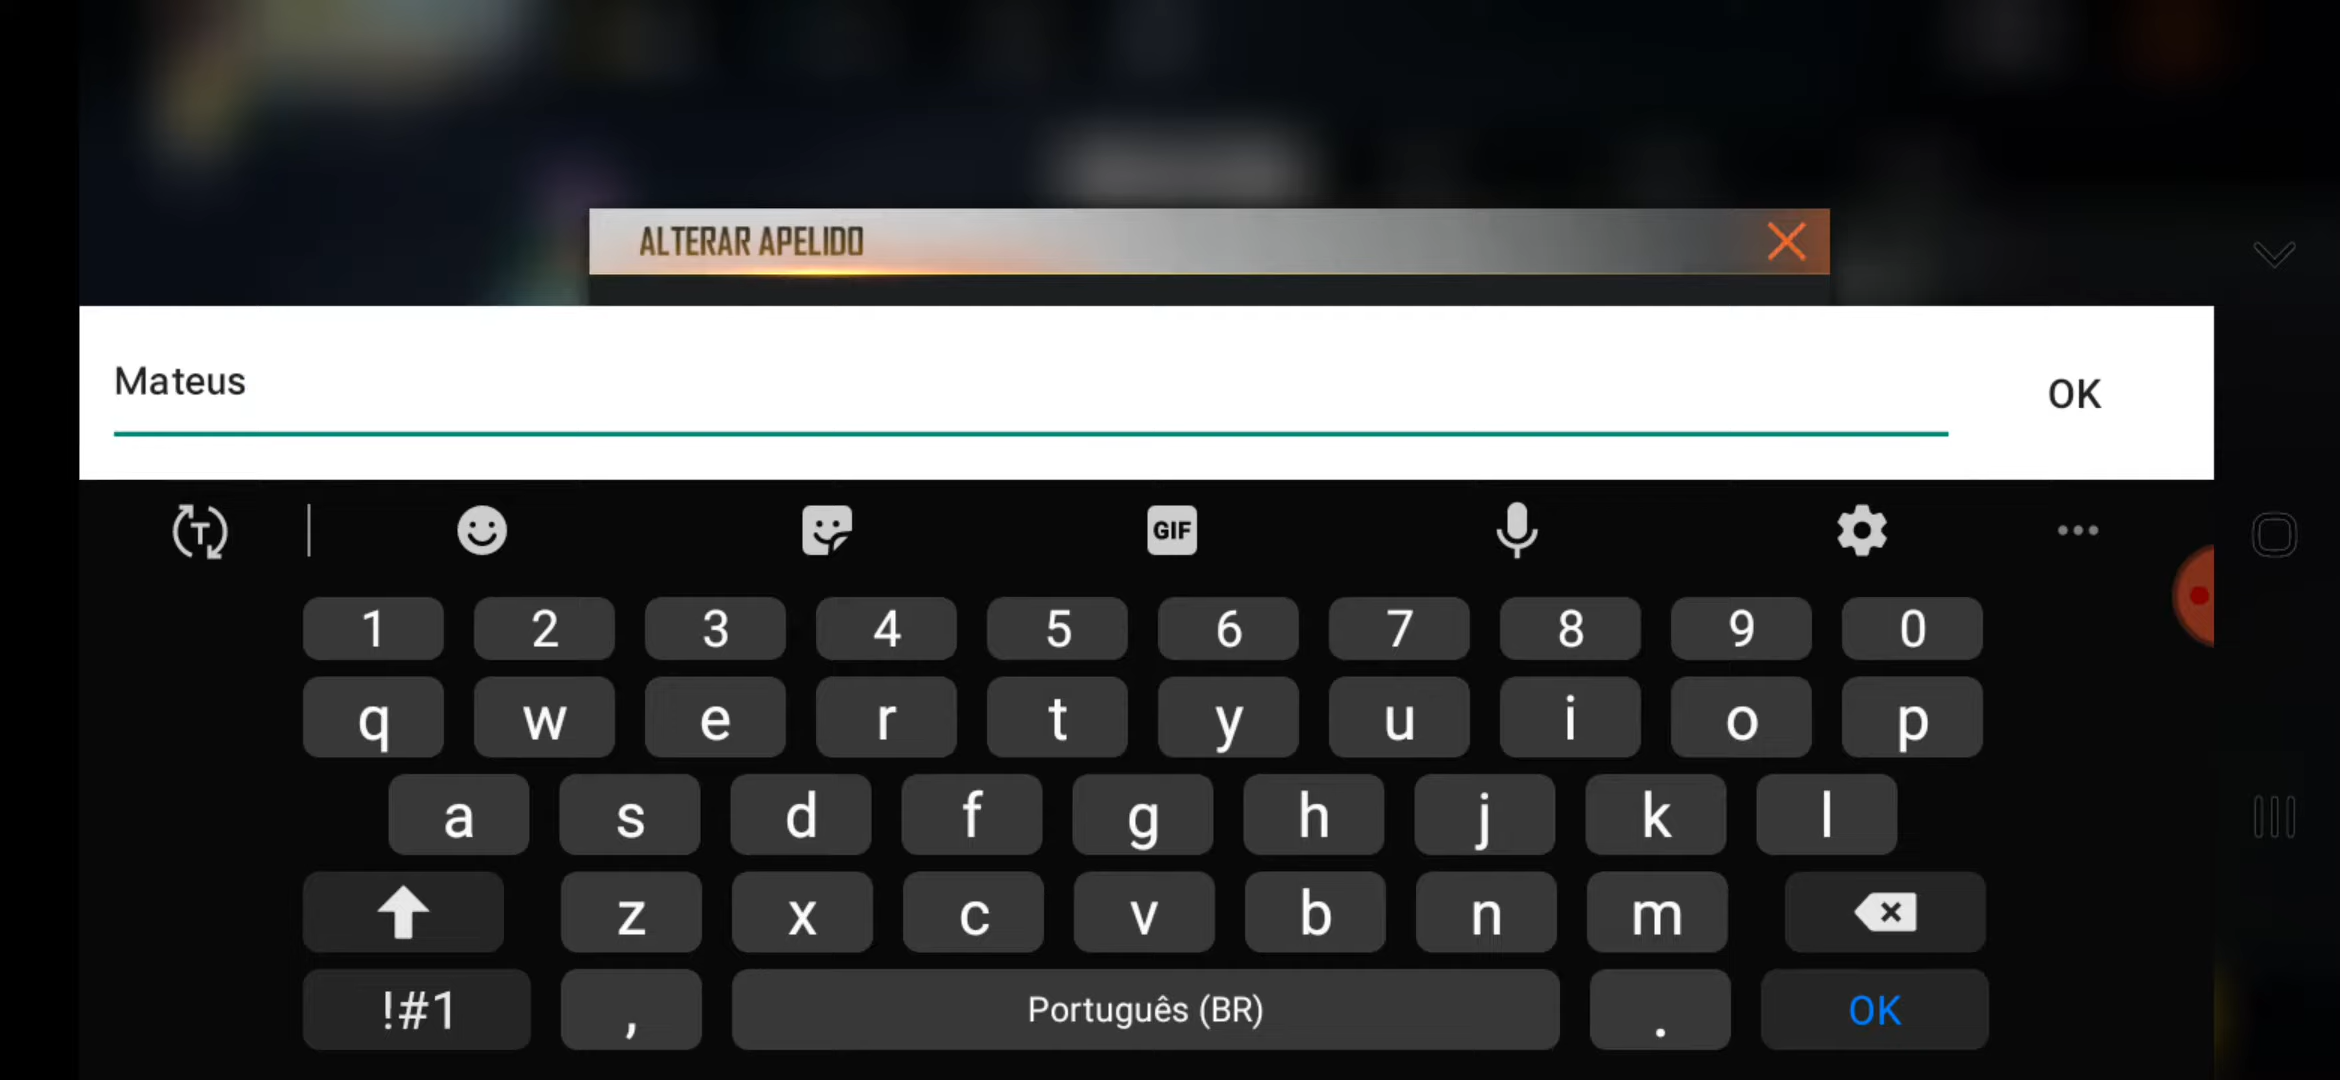 ALTERAR APELIDO
Mateus
OK
GIF
1 2 3 4 5 6 7 8 9 0
q w e r t y u i o p
a s d f g h j k l
z x c v b n m
!#1 , Português (BR) . OK